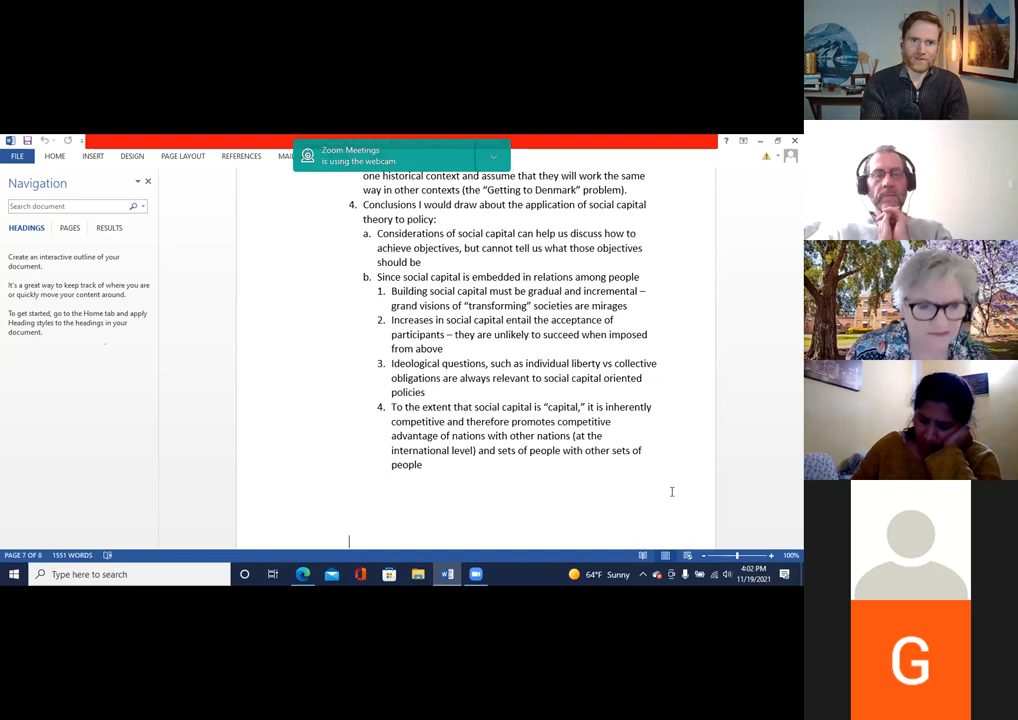 Zoom Meetings
is using the webcam
FILE HOME INSERT DESIGN PAGE LAYOUT REFERENCES MAI
Navigation
Search document
HEADINGS PAGES RESULTS
Create an interactive outline of your
document.
It's a great way to keep track of where you are
or quickly move your content around.
To get started, go to the Home tab and apply
Heading styles to the headings in your
document.
one historical context and assume that they will work the same
way in other contexts (the “Getting to Denmark” problem).
4. Conclusions I would draw about the application of social capital
theory to policy:
a. Considerations of social capital can help us discuss how to
achieve objectives, but cannot tell us what those objectives
should be
b. Since social capital is embedded in relations among people
1. Building social capital must be gradual and incremental –
grand visions of “transforming” societies are mirages
2. Increases in social capital entail the acceptance of
participants – they are unlikely to succeed when imposed
from above
3. Ideological questions, such as individual liberty vs collective
obligations are always relevant to social capital oriented
policies
4. To the extent that social capital is “capital,” it is inherently
competitive and therefore promotes competitive
advantage of nations with other nations (at the
international level) and sets of people with other sets of
people
PAGE 7 OF 8 1551 WORDS 100%
Type here to search
64°F Sunny
4:02 PM
11/19/2021
G